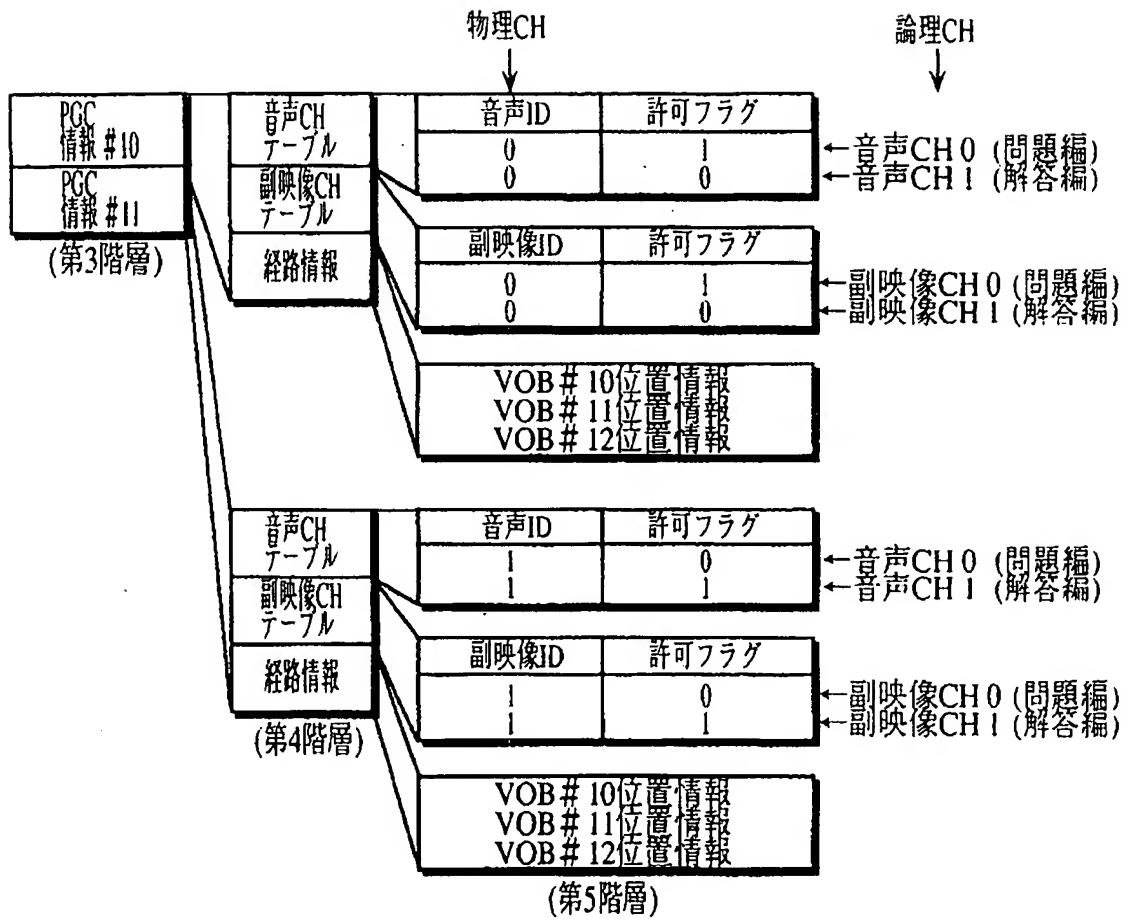 物理CH
論理CH
PGC
情報 #10
PGC
情報 #11
(第3階層)
音声CH
テーブル
副映像CH
テーブル
経路情報
音声ID 許可フラグ
0 1 ←音声CH 0 (問題編)
0 0 ←音声CH 1 (解答編)
副映像ID 許可フラグ
0 1 ←副映像CH 0 (問題編)
0 0 ←副映像CH 1 (解答編)
VOB# 10位置情報
VOB# 11位置情報
VOB# 12位置情報
音声CH
テーブル
副映像CH
テーブル
経路情報
(第4階層)
音声ID 許可フラグ
1 0 ←音声CH 0 (問題編)
1 1 ←音声CH 1 (解答編)
副映像ID 許可フラグ
1 0 ←副映像CH 0 (問題編)
1 1 ←副映像CH 1 (解答編)
VOB# 10位置情報
VOB# 11位置情報
VOB# 12位置情報
(第5階層)